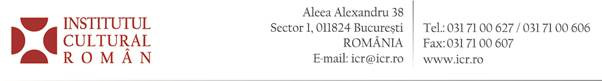 INSTITUTUL
CULTURAL
ROMÂN
Aleea Alexandru 38
Sector 1, 011824 București
ROMÂNIA
E-mail: icr@icr.ro
Tel.: 031 71 00 627 / 031 71 00 606
Fax: 031 71 00 607
www.icr.ro